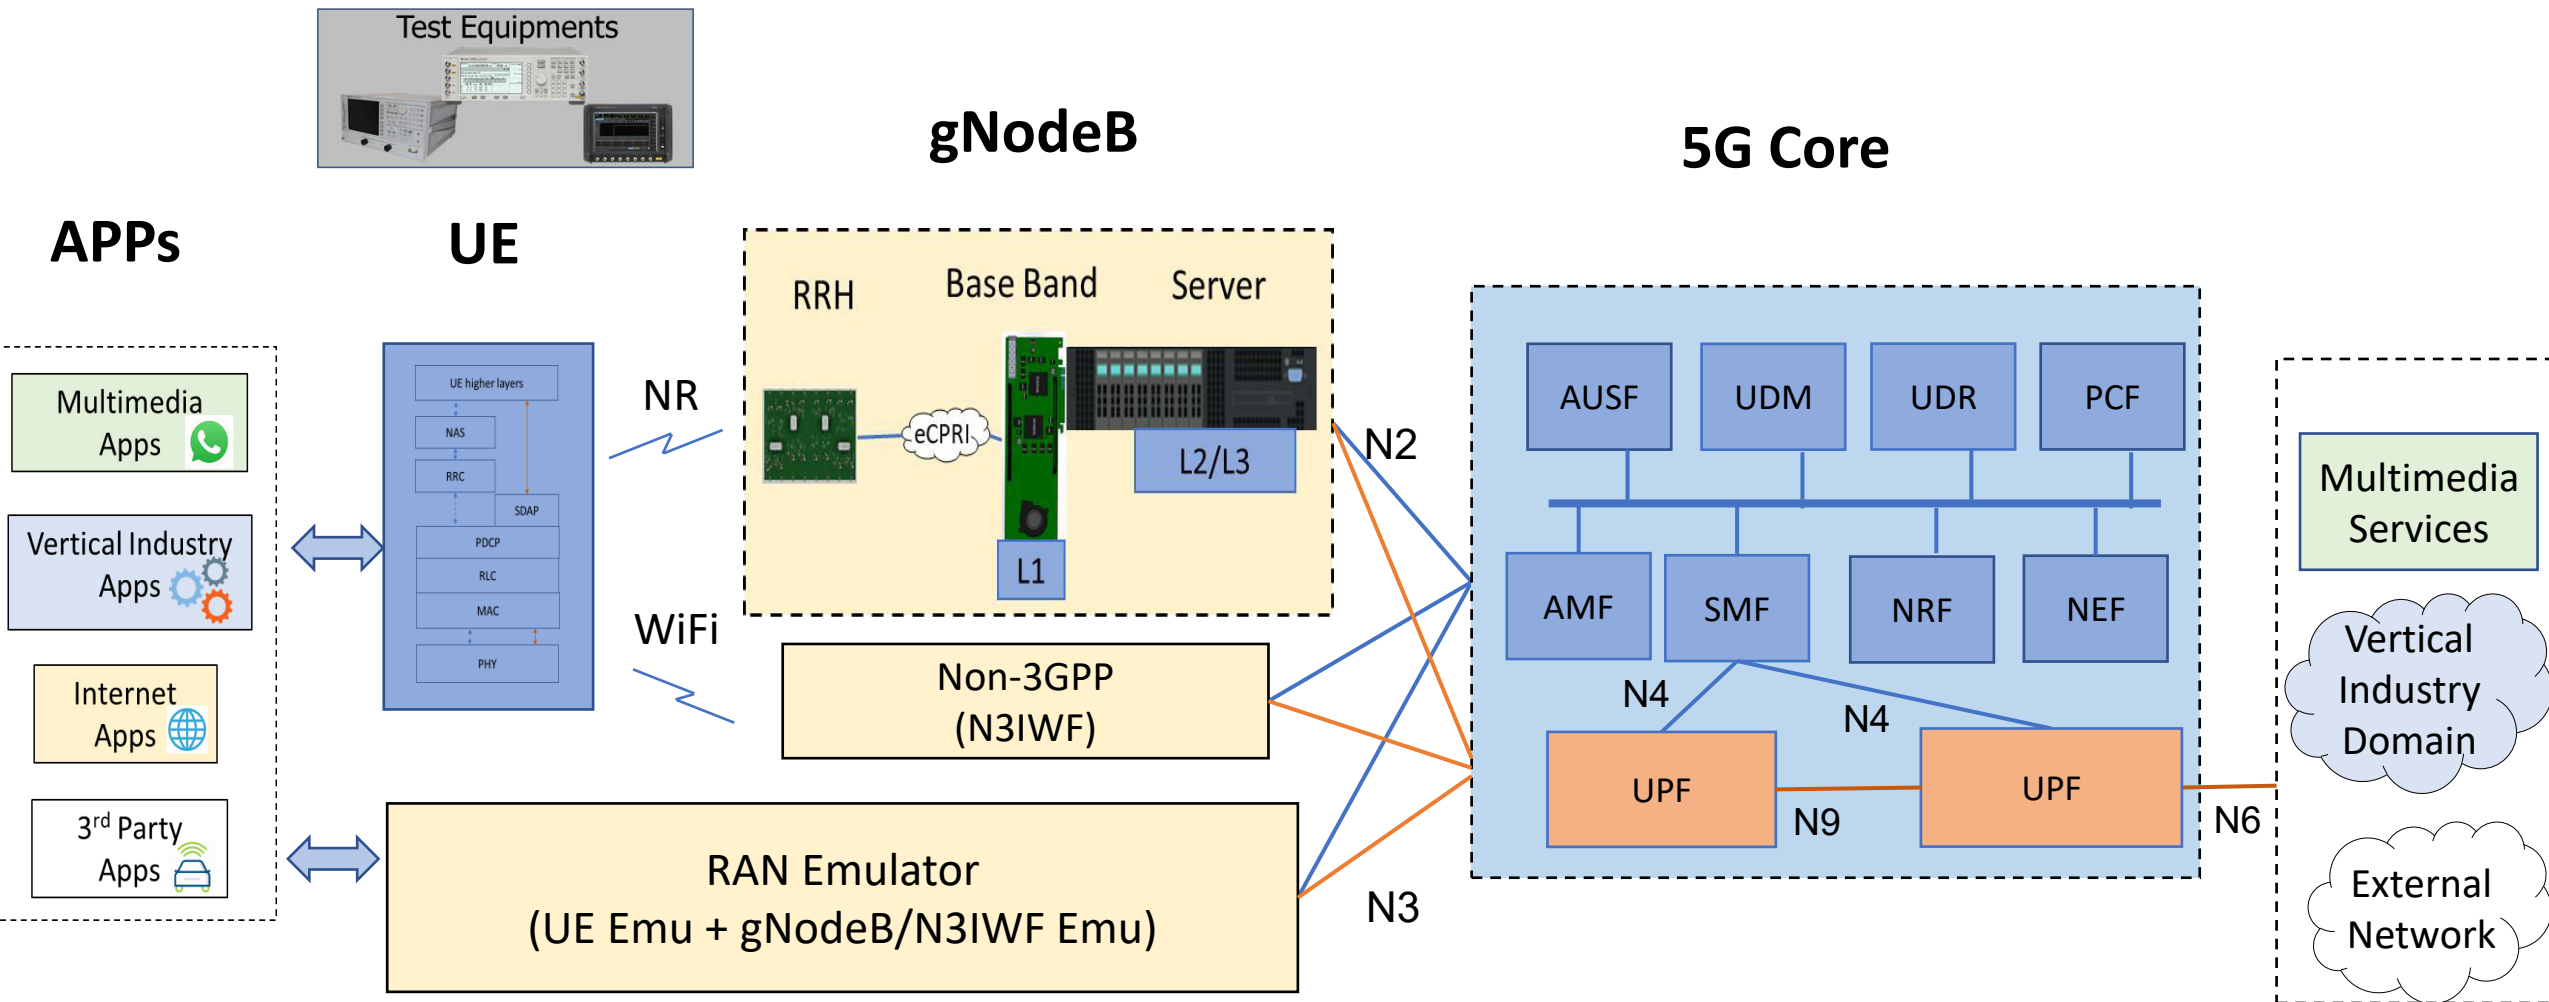 Test Equipments
gNodeB
5G Core
APPs
UE
Multimedia
Apps
Vertical Industry
Apps
Internet
Apps
3rd Party
Apps
UE higher layers
NAS
RRC
SDAP
PDCP
RLC
MAC
PHY
NR
WiFi
RRH
Base Band
Server
eCPRI
L2/L3
L1
Non-3GPP
(N3IWF)
RAN Emulator
(UE Emu + gNodeB/N3IWF Emu)
N2
N3
AUSF
UDM
UDR
PCF
AMF
SMF
NRF
NEF
N4
N4
UPF
N9
UPF
N6
Multimedia
Services
Vertical
Industry
Domain
External
Network